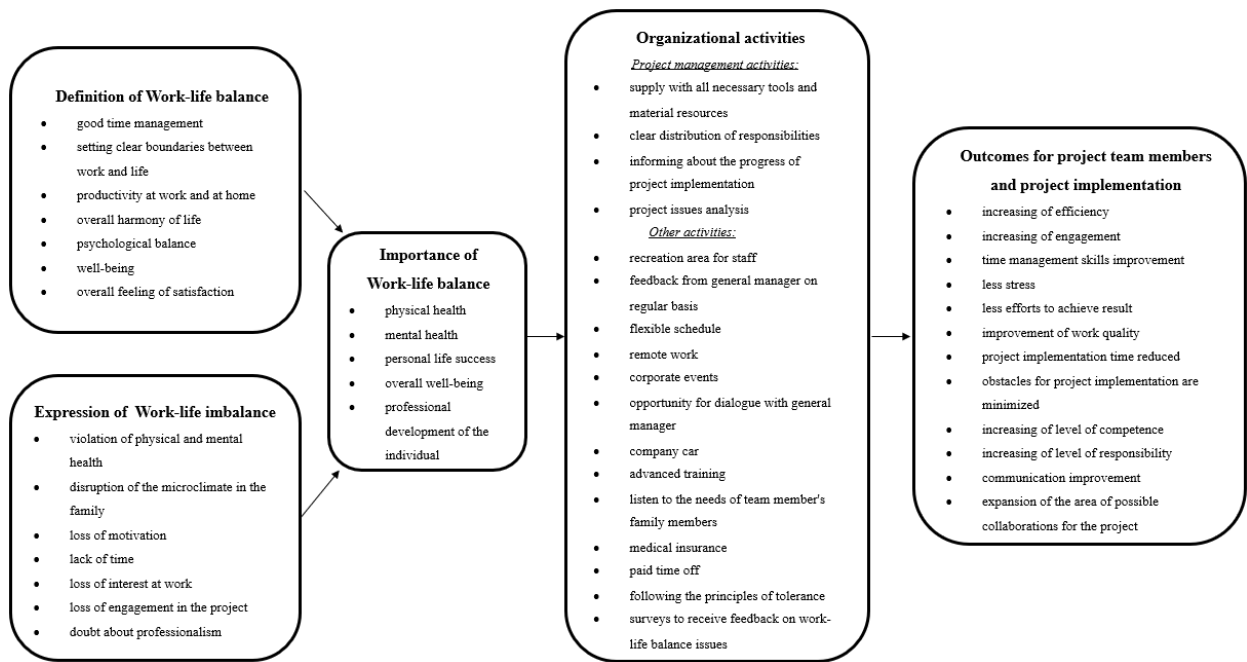 Definition of Work-life balance
• good time management
• setting clear boundaries between
work and life
• productivity at work and at home
• overall harmony of life
• psychological balance
• well-being
• overall feeling of satisfaction
Expression of Work-life imbalance
• violation of physical and mental
health
• disruption of the microclimate in the
family
• loss of motivation
• lack of time
• loss of interest at work
• loss of engagement in the project
• doubt about professionalism
Importance of
Work-life balance
• physical health
• mental health
• personal life success
• overall well-being
• professional
development of the
individual
Organizational activities
Project management activities:
• supply with all necessary tools and
material resources
• clear distribution of responsibilities
• informing about the progress of
project implementation
• project issues analysis
Other activities:
• recreation area for staff
• feedback from general manager on
regular basis
• flexible schedule
• remote work
• corporate events
• opportunity for dialogue with general
manager
• company car
• advanced training
• listen to the needs of team member's
family members
• medical insurance
• paid time off
• following the principles of tolerance
• surveys to receive feedback on work-
life balance issues
Outcomes for project team members
and project implementation
• increasing of efficiency
• increasing of engagement
• time management skills improvement
• less stress
• less efforts to achieve result
• improvement of work quality
• project implementation time reduced
• obstacles for project implementation are
minimized
• increasing of level of competence
• increasing of level of responsibility
• communication improvement
• expansion of the area of possible
collaborations for the project